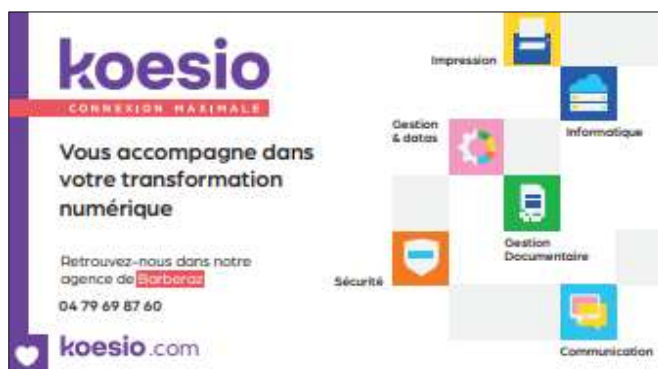 koesio
CONNEXION MAXIMALE
Vous accompagne dans
votre transformation
numérique
Retrouvez-nous dans notre
agence de Barberaz
04 79 69 87 60
koesio.com
Impression
Informatique
Gestion
& datas
Gestion
Documentaire
Sécurité
Communication